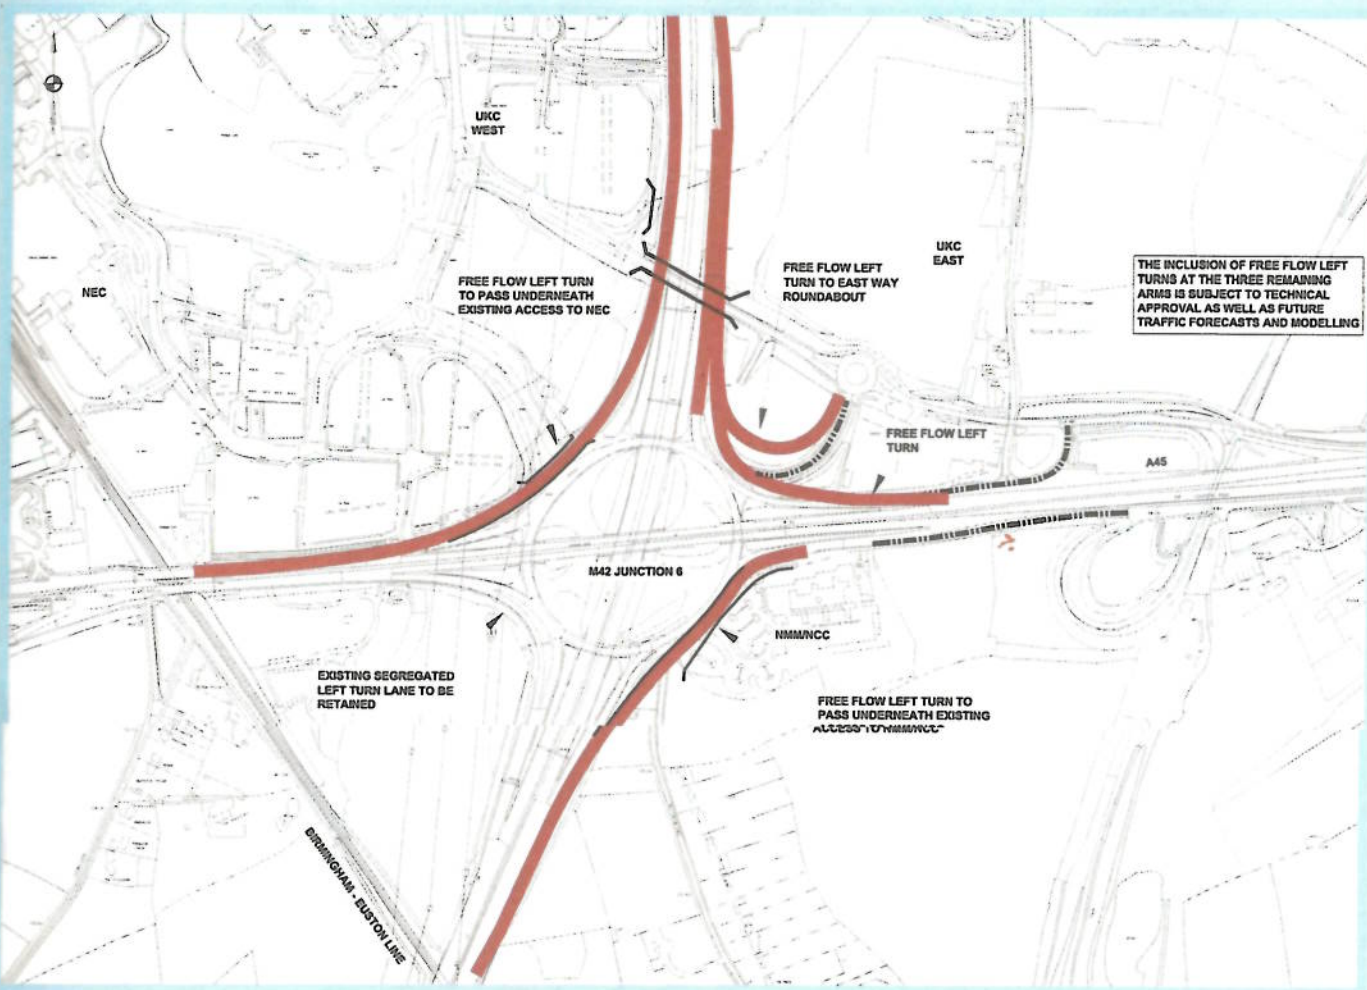 UKC
WEST
UKC
EAST
NEC
FREE FLOW LEFT TURN
TO PASS UNDERNEATH
EXISTING ACCESS TO NEC
FREE FLOW LEFT
TURN TO EAST WAY
ROUNDABOUT
THE INCLUSION OF FREE FLOW LEFT
TURNS AT THE THREE REMAINING
ARMS IS SUBJECT TO TECHNICAL
APPROVAL AS WELL AS FUTURE
TRAFFIC FORECASTS AND MODELLING
FREE FLOW LEFT
TURN
A45
M42 JUNCTION 6
NMM/NCC
EXISTING SEGREGATED
LEFT TURN LANE TO BE
RETAINED
FREE FLOW LEFT TURN TO
PASS UNDERNEATH EXISTING
ACCESS TO NMM/NCC
BIRMINGHAM - EUSTON LINE